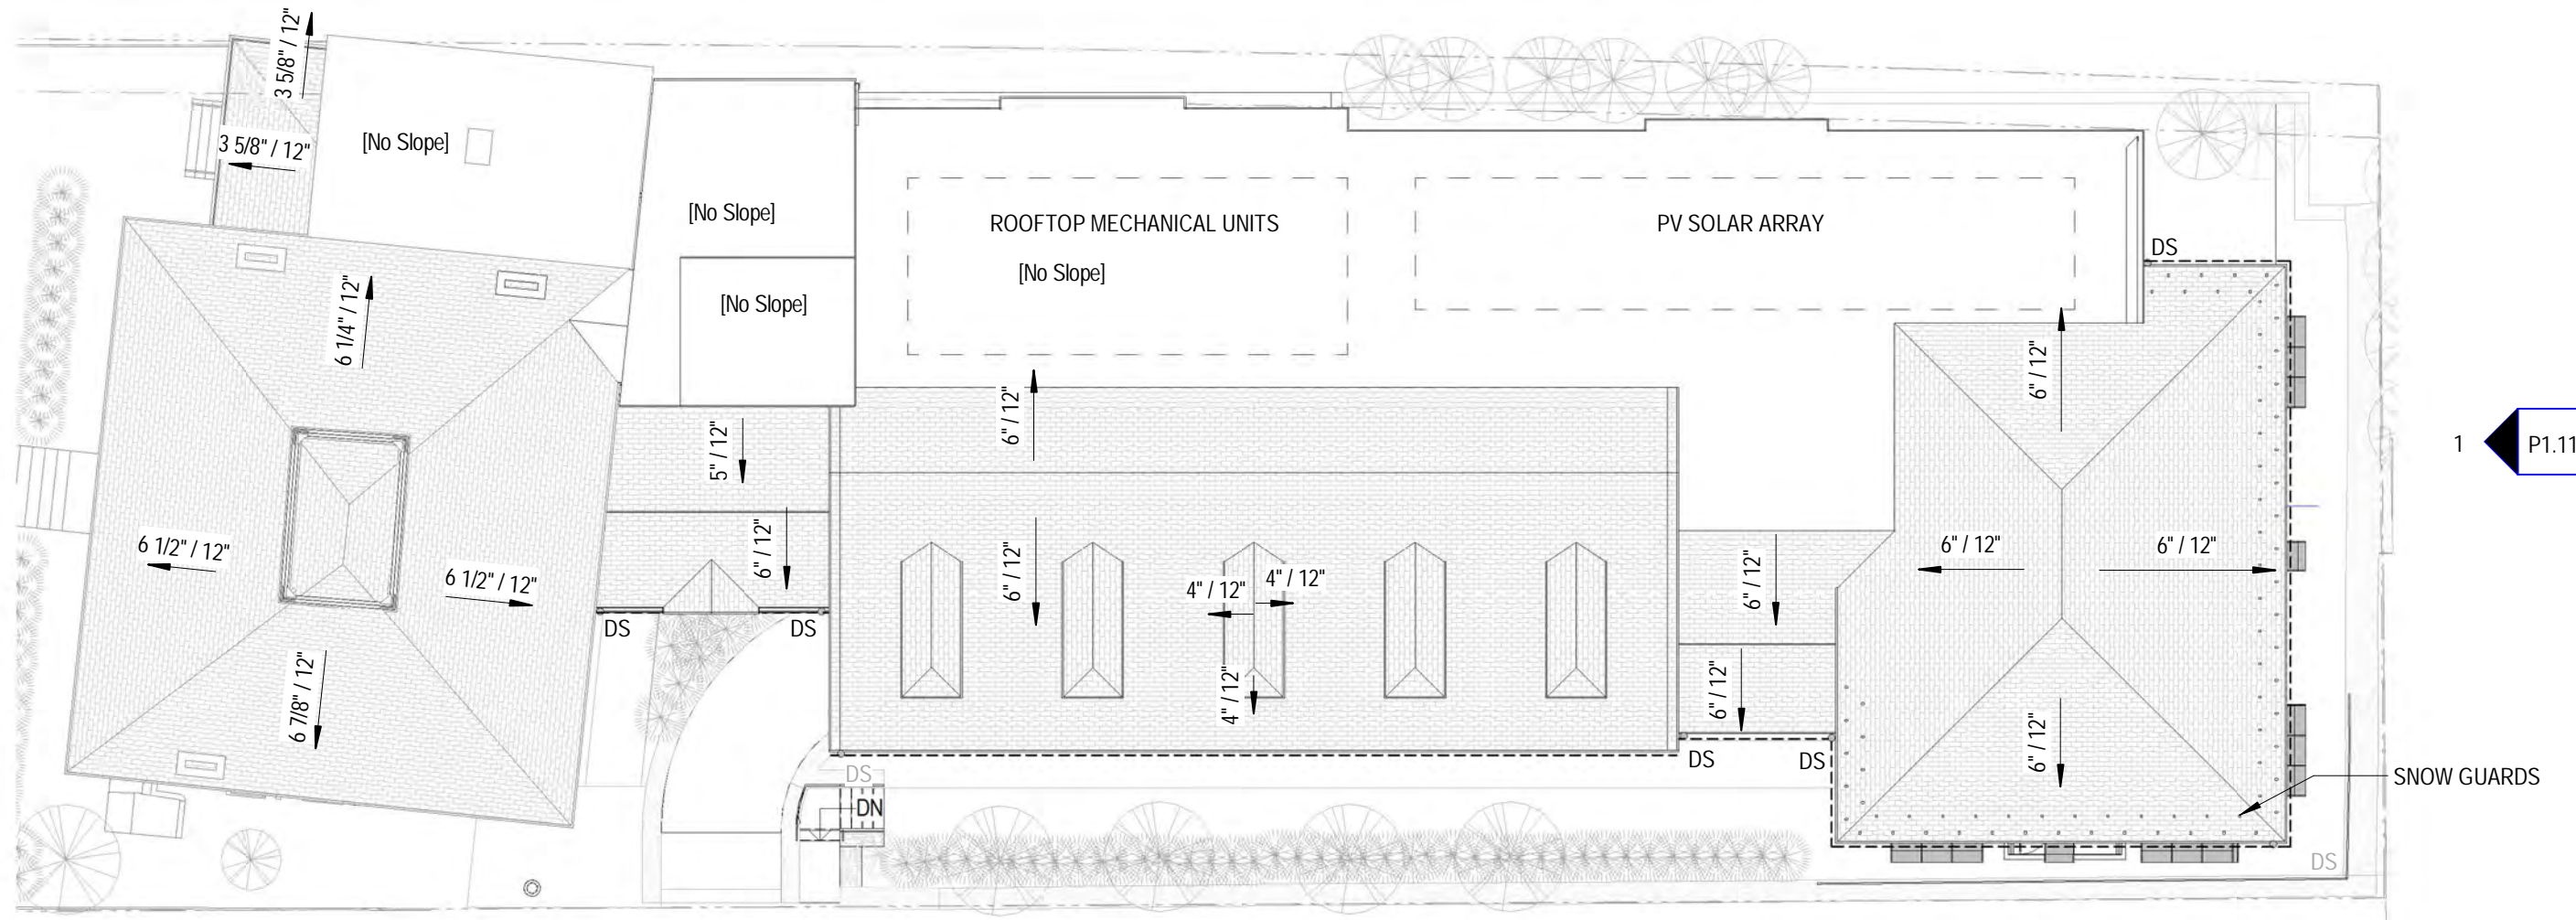 3 5/8" / 12"
3 5/8" / 12"
[No Slope]
[No Slope]
[No Slope]
ROOFTOP MECHANICAL UNITS
[No Slope]
PV SOLAR ARRAY
DS
6 1/4" / 12"
6" / 12"
6" / 12"
5" / 12"
1
P1.11
6 1/2" / 12"
6 1/2" / 12"
6" / 12"
6" / 12"
4" / 12"
4" / 12"
4" / 12"
6" / 12"
6" / 12"
6" / 12"
6" / 12"
DS
DS
6 7/8" / 12"
6" / 12"
DS
DS
DS
DN
SNOW GUARDS
DS